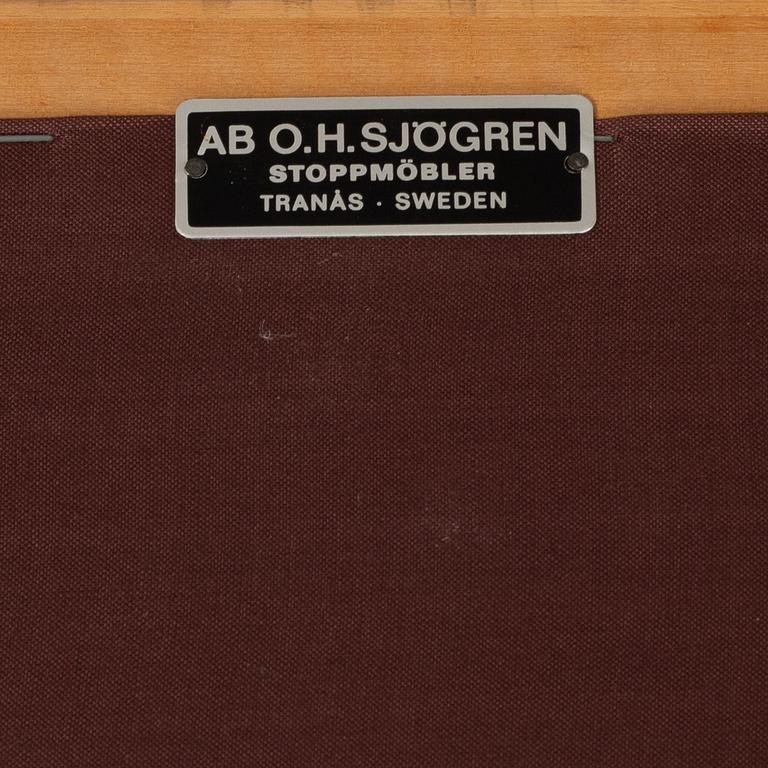 AB O.H.SJÖGREN
STOPPMÖBLER
TRANÅS · SWEDEN